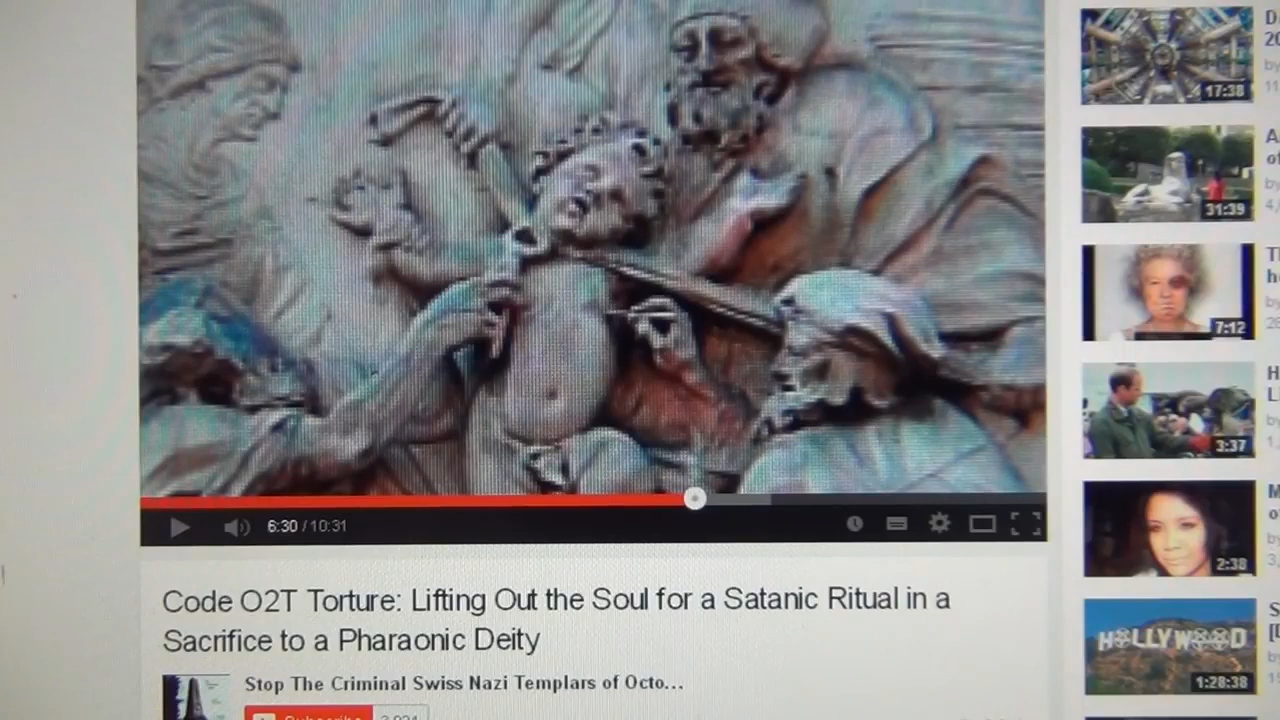 17:38
31:39
7:12
3:37
2:38
HOLLYWOOD
1:28:38
6:30 / 10:31
Code O2T Torture: Lifting Out the Soul for a Satanic Ritual in a
Sacrifice to a Pharaonic Deity
Stop The Criminal Swiss Nazi Templars of Octo...
Subscribe